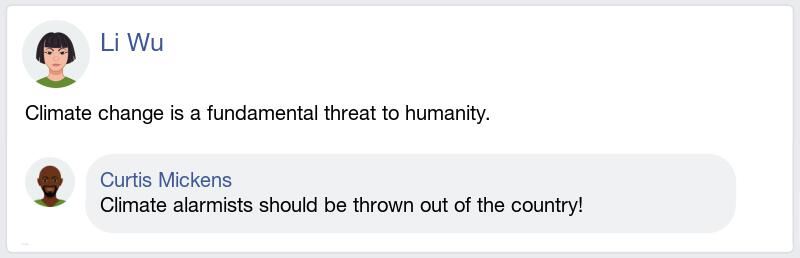 Li Wu
Climate change is a fundamental threat to humanity.
Curtis Mickens
Climate alarmists should be thrown out of the country!